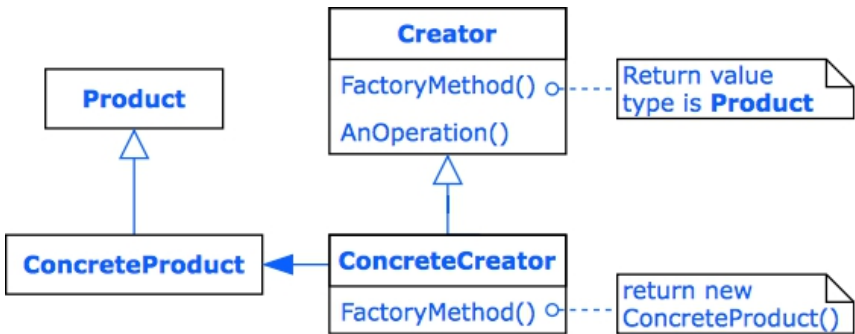 Creator
FactoryMethod()
AnOperation()
Return value
type is Product
Product
ConcreteProduct
ConcreteCreator
FactoryMethod()
return new
ConcreteProduct()